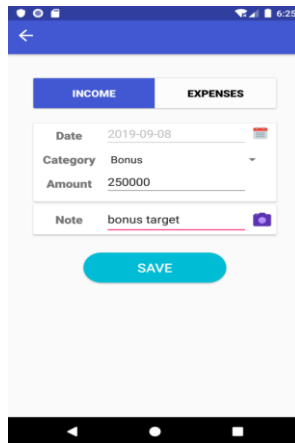 6:25
INCOME EXPENSES
Date 2019-09-08
Category Bonus
Amount 250000
Note bonus target
SAVE